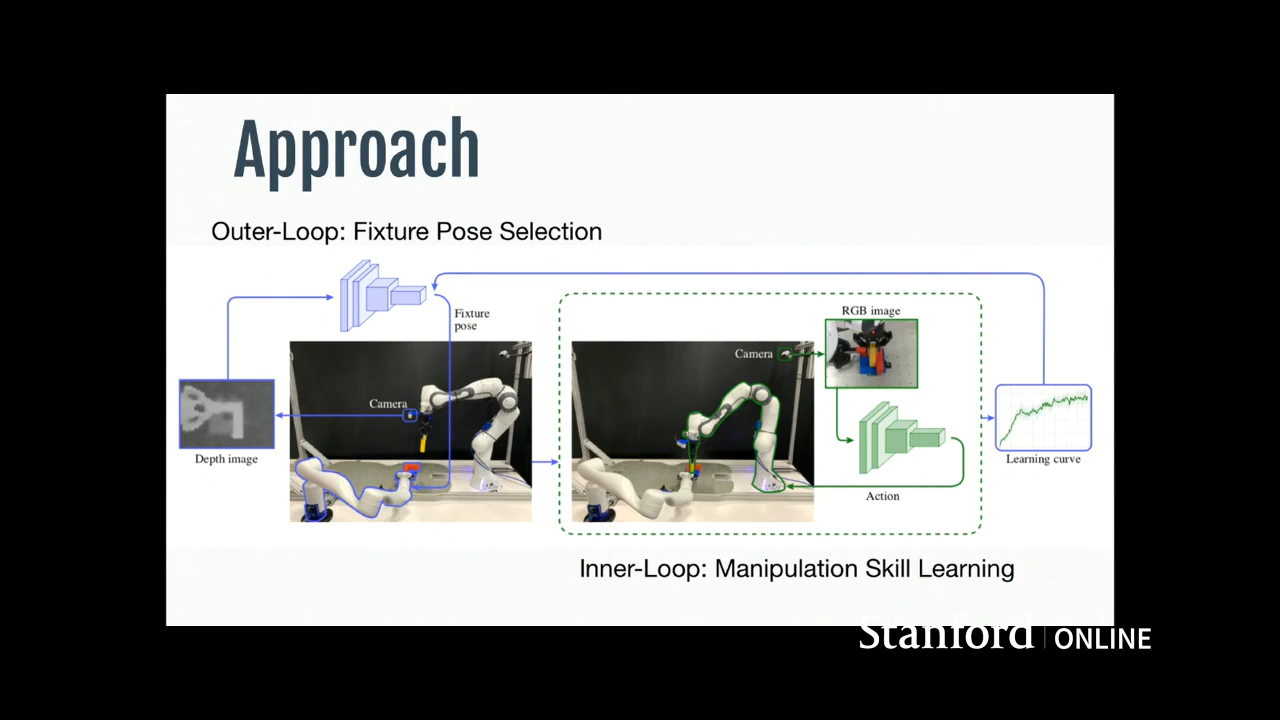 Approach
Outer-Loop: Fixture Pose Selection
Fixture
pose
RGB image
Camera
Camera
Depth image
Learning curve
Action
Inner-Loop: Manipulation Skill Learning
Stanford ONLINE